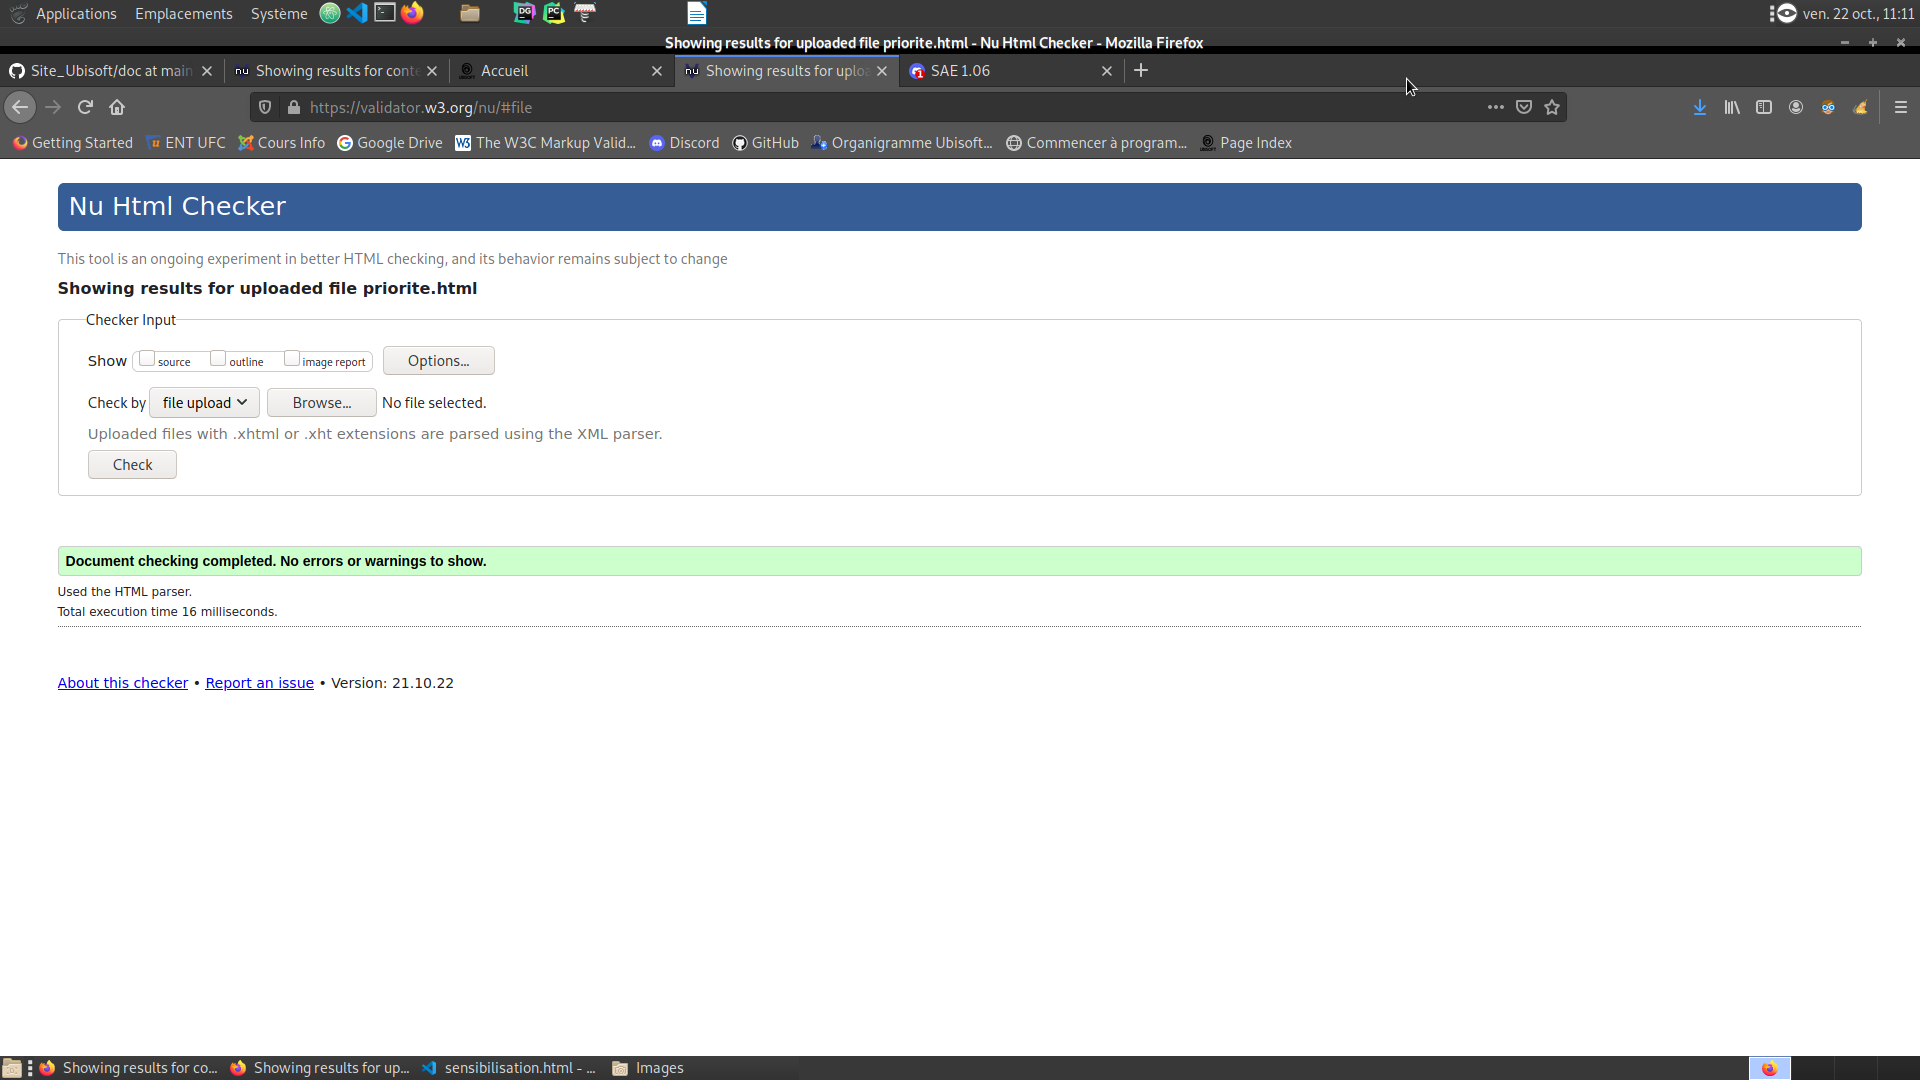 Applications Emplacements Système ven. 22 oct., 11:11
Showing results for uploaded file priorite.html - Nu Html Checker - Mozilla Firefox
Site_Ubisoft/doc at main Showing results for conte Accueil Showing results for uploa SAE 1.06
https://validator.w3.org/nu/#file
Getting Started ENT UFC Cours Info Google Drive The W3C Markup Valid... Discord GitHub Organigramme Ubisoft... Commencer à program... Page Index
Nu Html Checker
This tool is an ongoing experiment in better HTML checking, and its behavior remains subject to change
Showing results for uploaded file priorite.html
Checker Input
Show source outline image report Options...
Check by file upload Browse... No file selected.
Uploaded files with .xhtml or .xht extensions are parsed using the XML parser.
Check
Document checking completed. No errors or warnings to show.
Used the HTML parser.
Total execution time 16 milliseconds.
About this checker • Report an issue • Version: 21.10.22
Showing results for co... Showing results for up... sensibilisation.html - ... Images